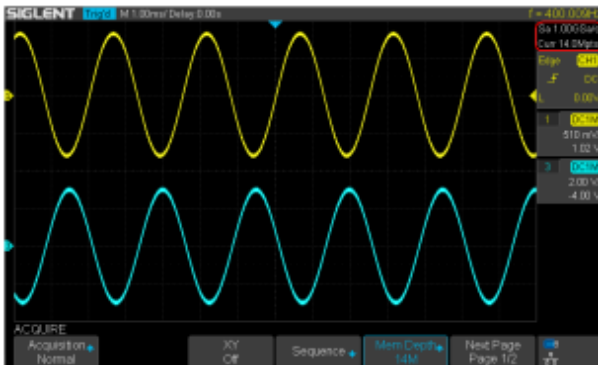 SIGLENT Trig'd M 1.00ms/ Delay:0.00s f = 400.009Hz
Sa 1.00GSa/s
Curr 14.0Mpts
Edge CH1
DC
L 0.00V
1 DC1M
510 mV/
1.02 V
3 DC1M
2.00 V/
-4.00 V
ACQUIRE
Acquisition Normal
XY Off
Sequence
Mem Depth 14M
Next Page Page 1/2